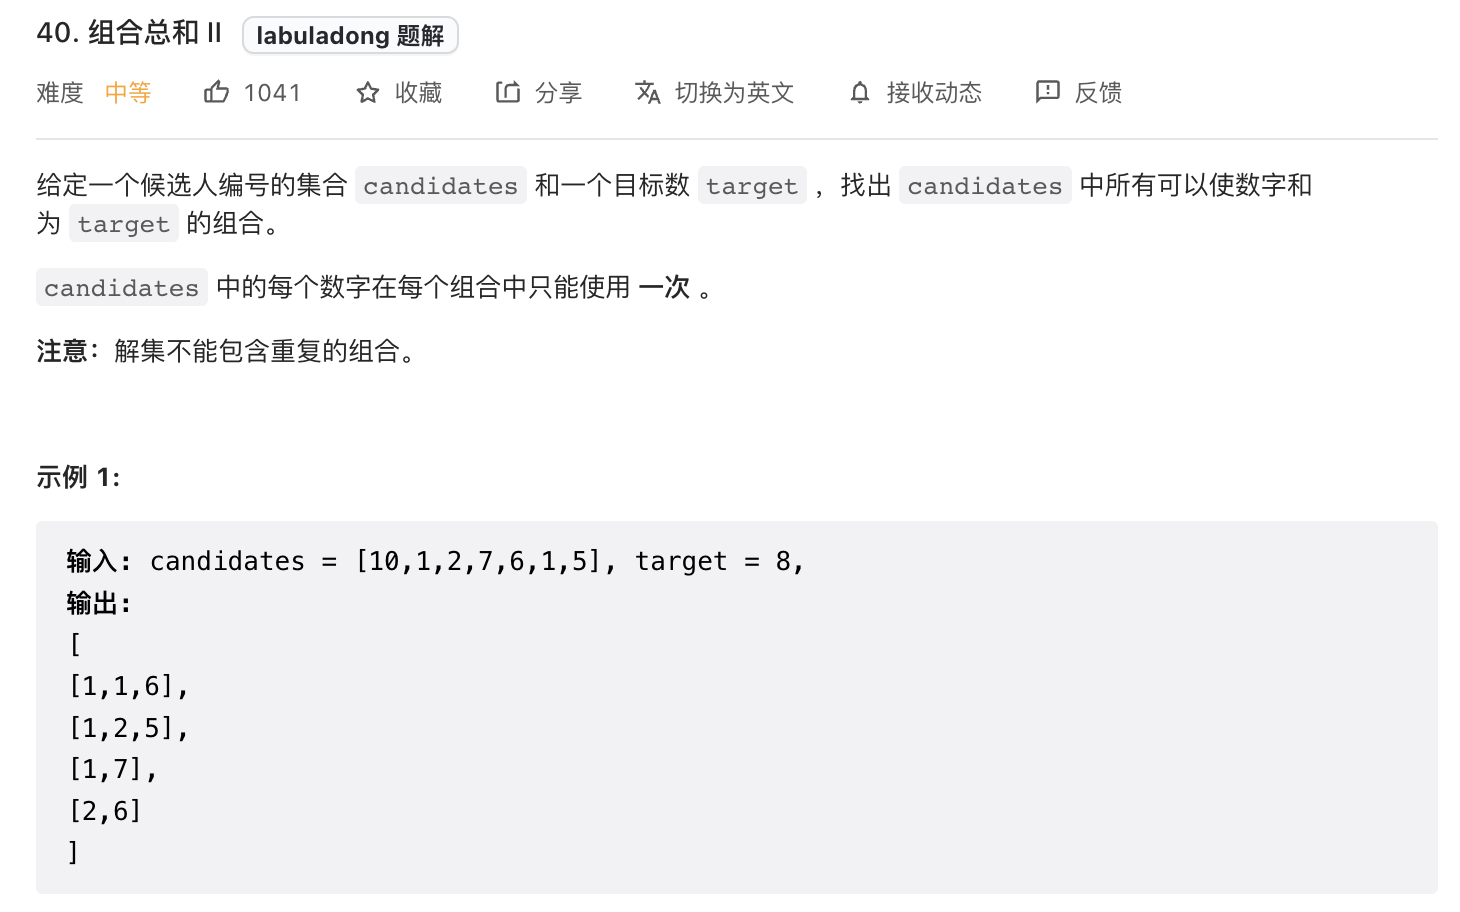 40. 组合总和 II labuladong 题解
难度 中等 1041 收藏 分享 切换为英文 接收动态 反馈
给定一个候选人编号的集合 candidates 和一个目标数 target ，找出 candidates 中所有可以使数字和
为 target 的组合。
candidates 中的每个数字在每个组合中只能使用 一次 。
注意：解集不能包含重复的组合。
示例 1:
输入: candidates = [10,1,2,7,6,1,5], target = 8,
输出:
[
[1,1,6],
[1,2,5],
[1,7],
[2,6]
]